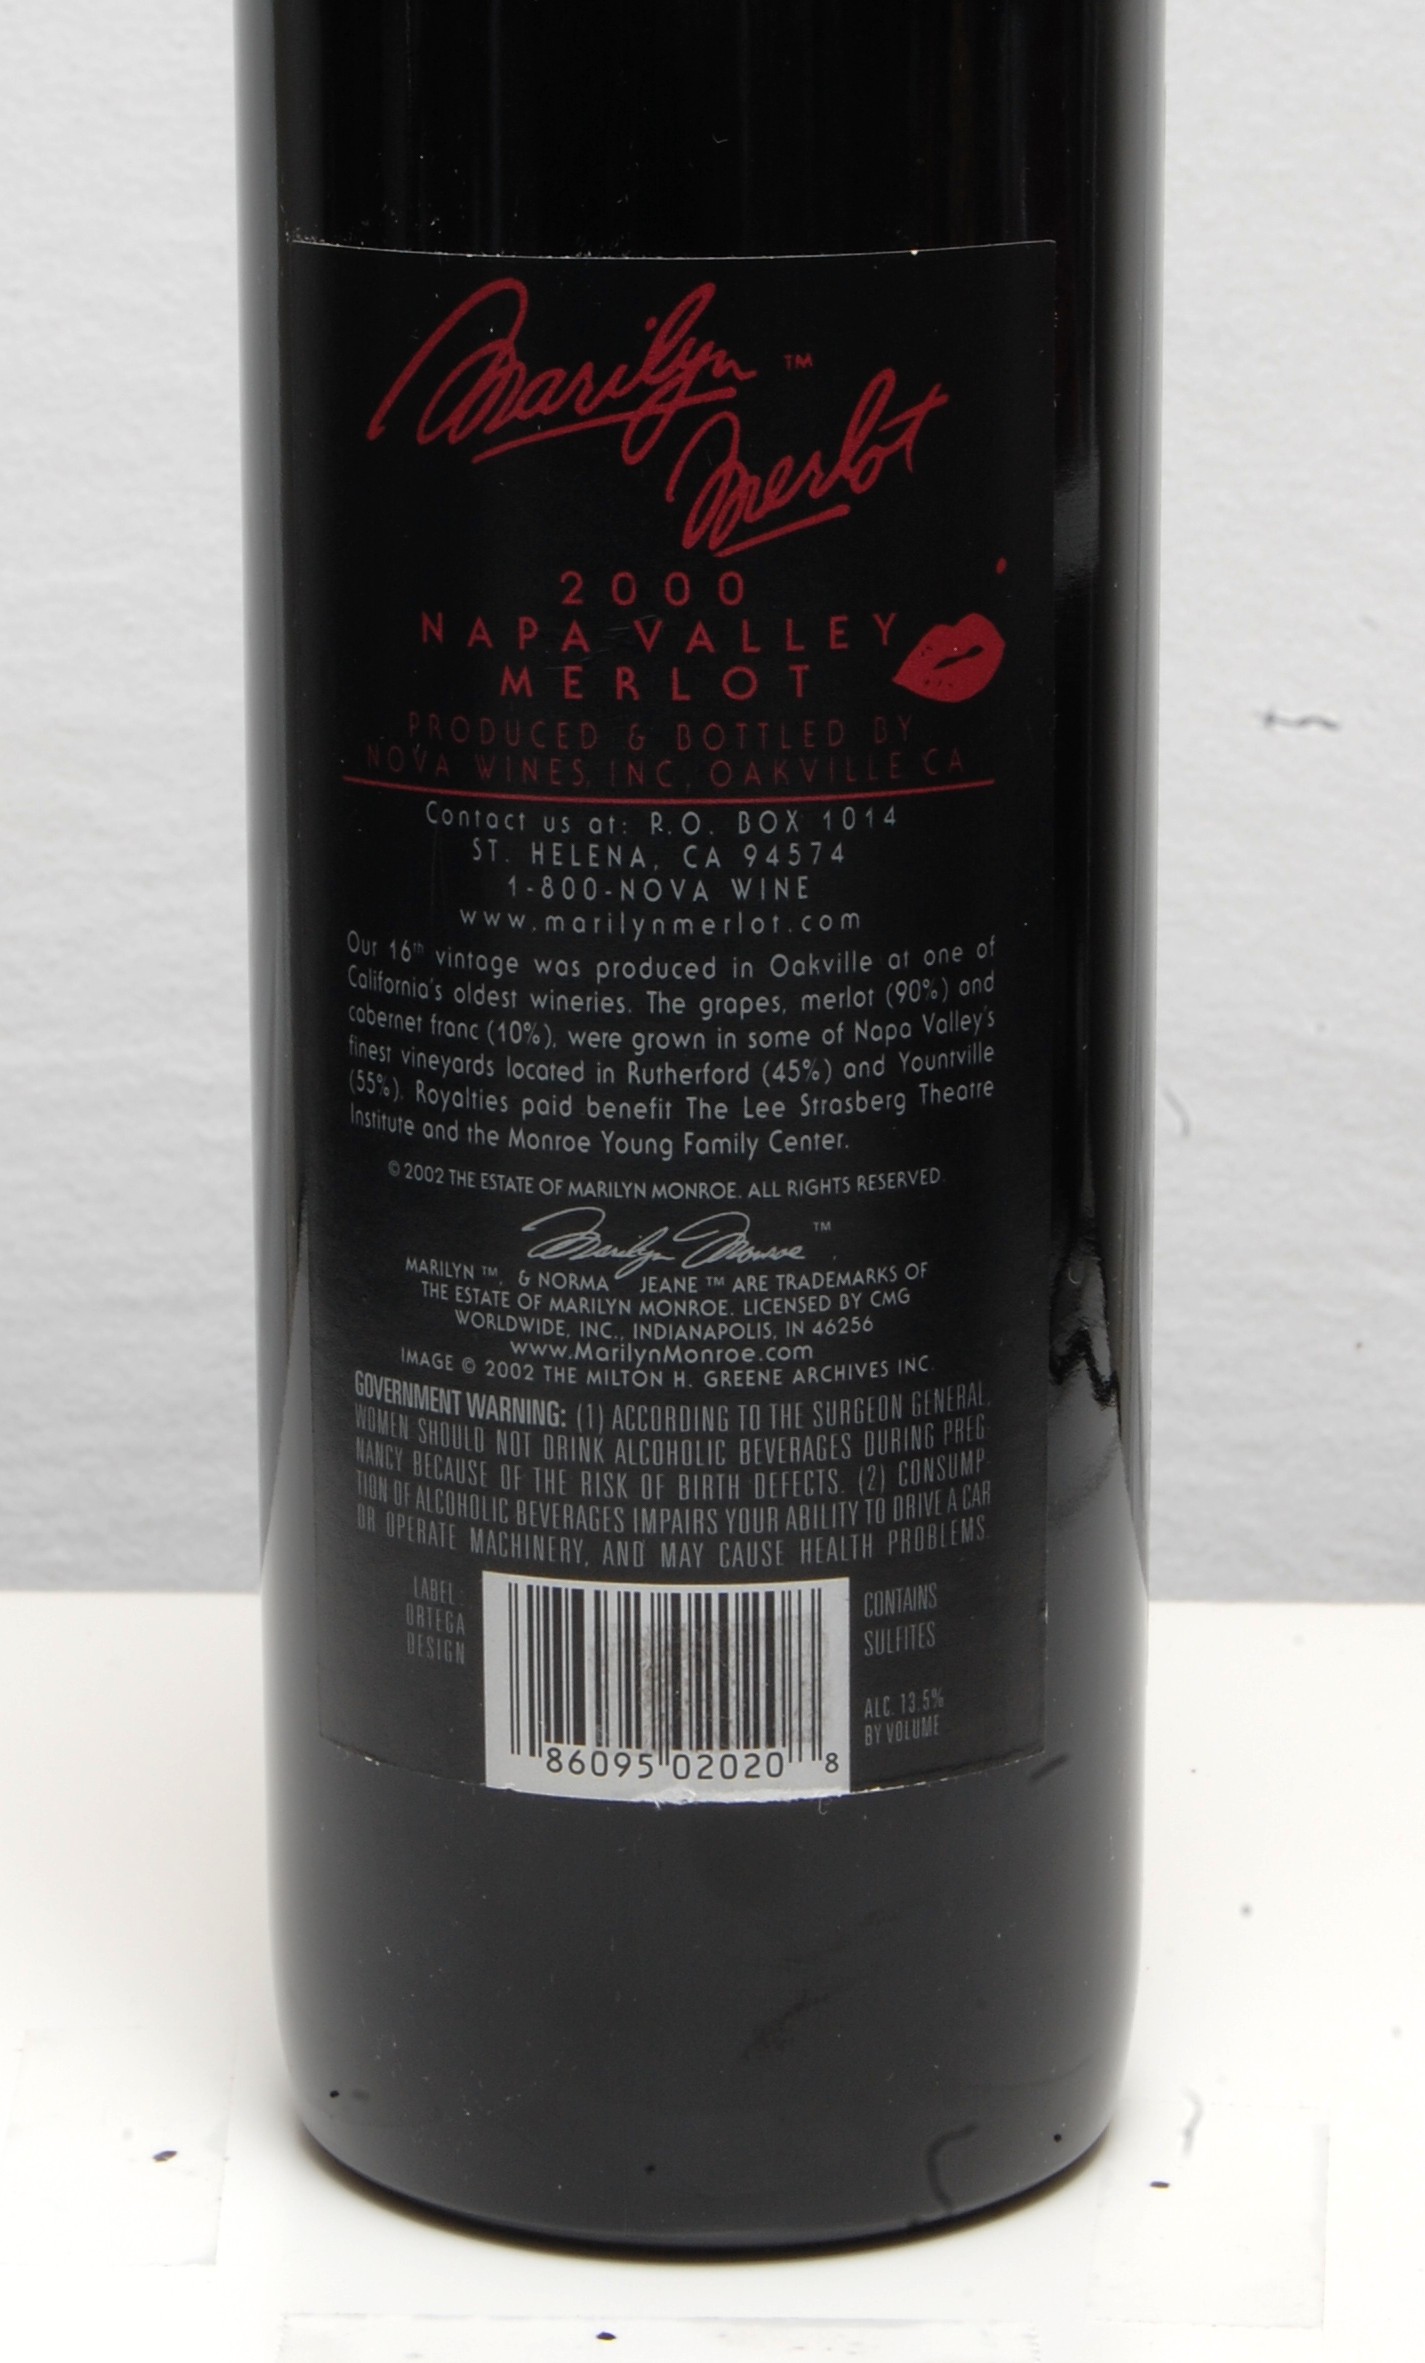 Marilyn ™
Merlot
2000
NAPA VALLEY
MERLOT
PRODUCED & BOTTLED BY
NOVA WINES, INC, OAKVILLE CA
Contact us at: P.O. BOX 1014
ST. HELENA, CA 94574
1-800-NOVA WINE
www.marilynmerlot.com
Our 16th vintage was produced in Oakville at one of
California's oldest wineries. The grapes, merlot (90%) and
cabernet franc (10%), were grown in some of Napa Valley's
finest vineyards located in Rutherford (45%) and Yountville
(55%). Royalties paid benefit The Lee Strasberg Theatre
Institute and the Monroe Young Family Center.
© 2002 THE ESTATE OF MARILYN MONROE. ALL RIGHTS RESERVED.
Marilyn Monroe ™
MARILYN ™, & NORMA JEANE ™ ARE TRADEMARKS OF
THE ESTATE OF MARILYN MONROE. LICENSED BY CMG
WORLDWIDE, INC., INDIANAPOLIS, IN 46256
www.MarilynMonroe.com
IMAGE © 2002 THE MILTON H. GREENE ARCHIVES INC.
GOVERNMENT WARNING: (1) ACCORDING TO THE SURGEON GENERAL,
WOMEN SHOULD NOT DRINK ALCOHOLIC BEVERAGES DURING PREG-
NANCY BECAUSE OF THE RISK OF BIRTH DEFECTS. (2) CONSUMP-
TION OF ALCOHOLIC BEVERAGES IMPAIRS YOUR ABILITY TO DRIVE A CAR
OR OPERATE MACHINERY, AND MAY CAUSE HEALTH PROBLEMS.
LABEL:
ORTEGA
DESIGN
86095 02020 8
CONTAINS
SULFITES
ALC. 13.5%
BY VOLUME